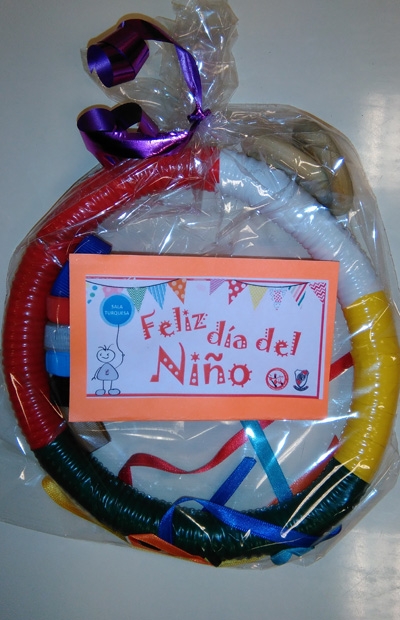 SALA
TURQUESA
Feliz día del
Niño